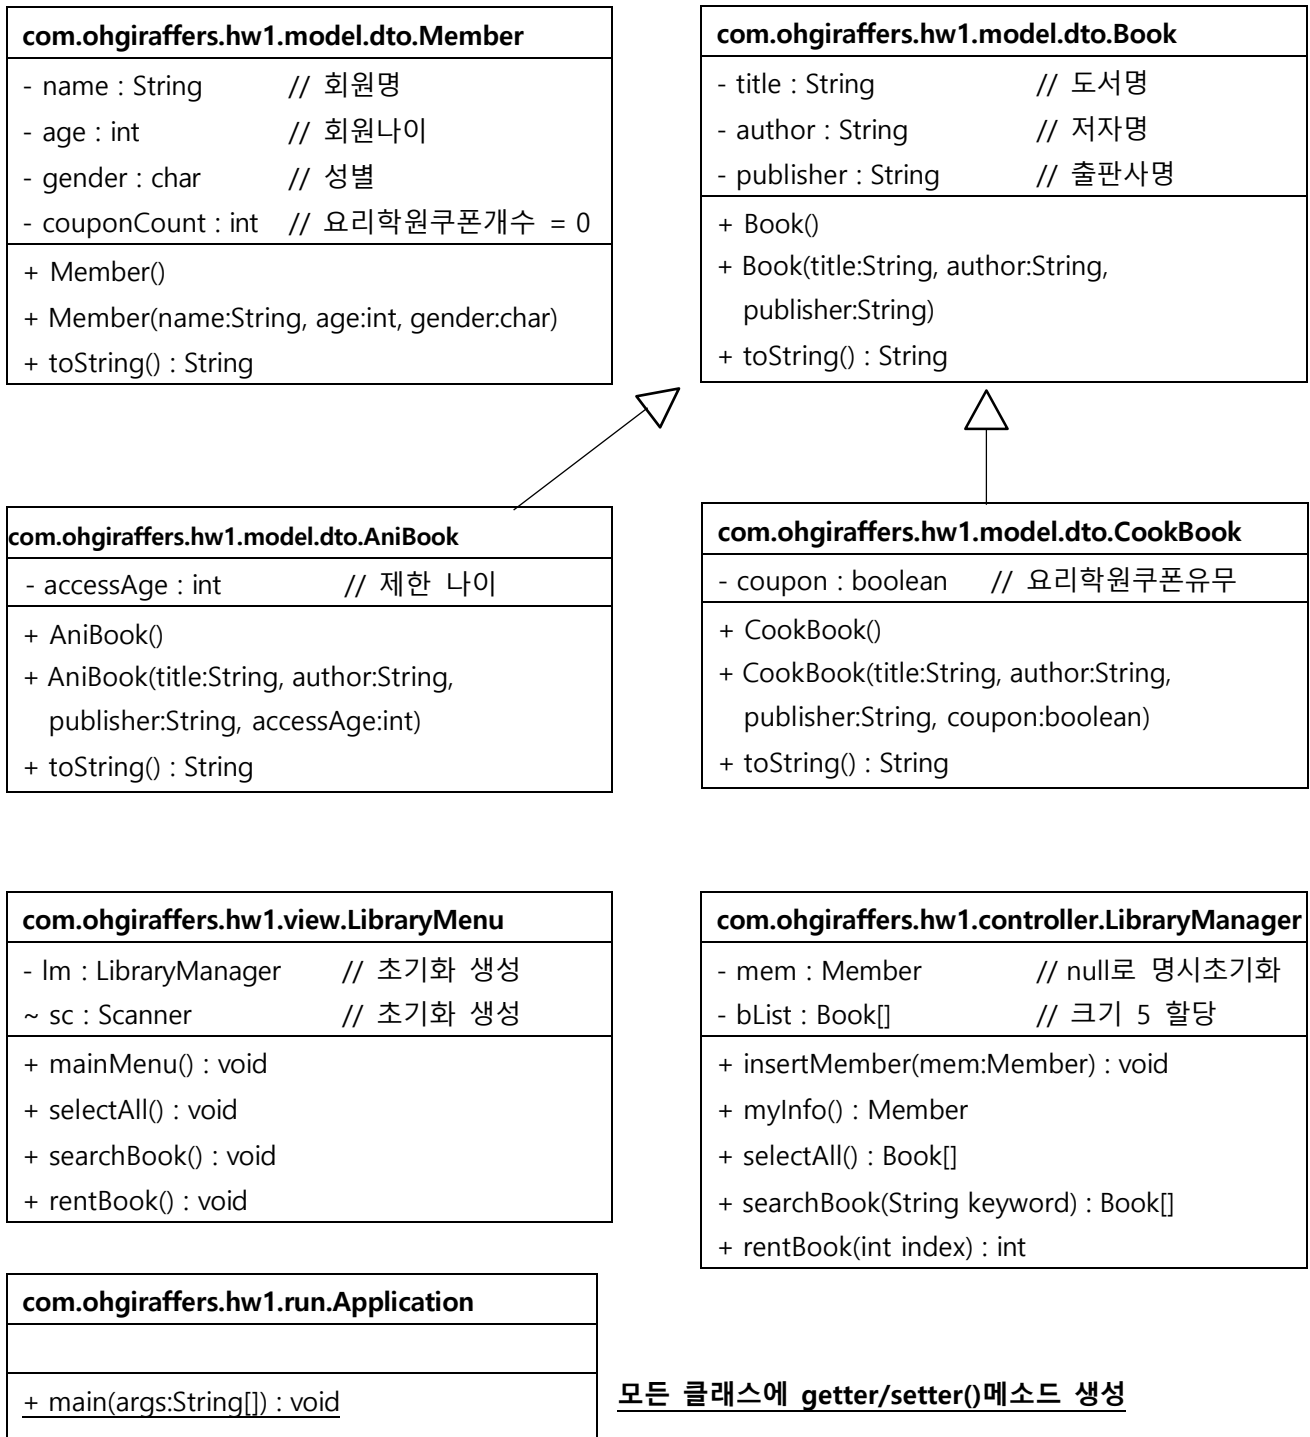 com.ohgiraffers.hw1.model.dto.Member
- name : String // 회원명
- age : int // 회원나이
- gender : char // 성별
- couponCount : int // 요리학원쿠폰개수 = 0
+ Member()
+ Member(name:String, age:int, gender:char)
+ toString() : String
com.ohgiraffers.hw1.model.dto.Book
- title : String // 도서명
- author : String // 저자명
- publisher : String // 출판사명
+ Book()
+ Book(title:String, author:String,
publisher:String)
+ toString() : String
com.ohgiraffers.hw1.model.dto.AniBook
- accessAge : int // 제한 나이
+ AniBook()
+ AniBook(title:String, author:String,
publisher:String, accessAge:int)
+ toString() : String
com.ohgiraffers.hw1.model.dto.CookBook
- coupon : boolean // 요리학원쿠폰유무
+ CookBook()
+ CookBook(title:String, author:String,
publisher:String, coupon:boolean)
+ toString() : String
com.ohgiraffers.hw1.view.LibraryMenu
- lm : LibraryManager // 초기화 생성
~ sc : Scanner // 초기화 생성
+ mainMenu() : void
+ selectAll() : void
+ searchBook() : void
+ rentBook() : void
com.ohgiraffers.hw1.controller.LibraryManager
- mem : Member // null로 명시초기화
- bList : Book[] // 크기 5 할당
+ insertMember(mem:Member) : void
+ myInfo() : Member
+ selectAll() : Book[]
+ searchBook(String keyword) : Book[]
+ rentBook(int index) : int
com.ohgiraffers.hw1.run.Application
+ main(args:String[]) : void
모든 클래스에 getter/setter()메소드 생성